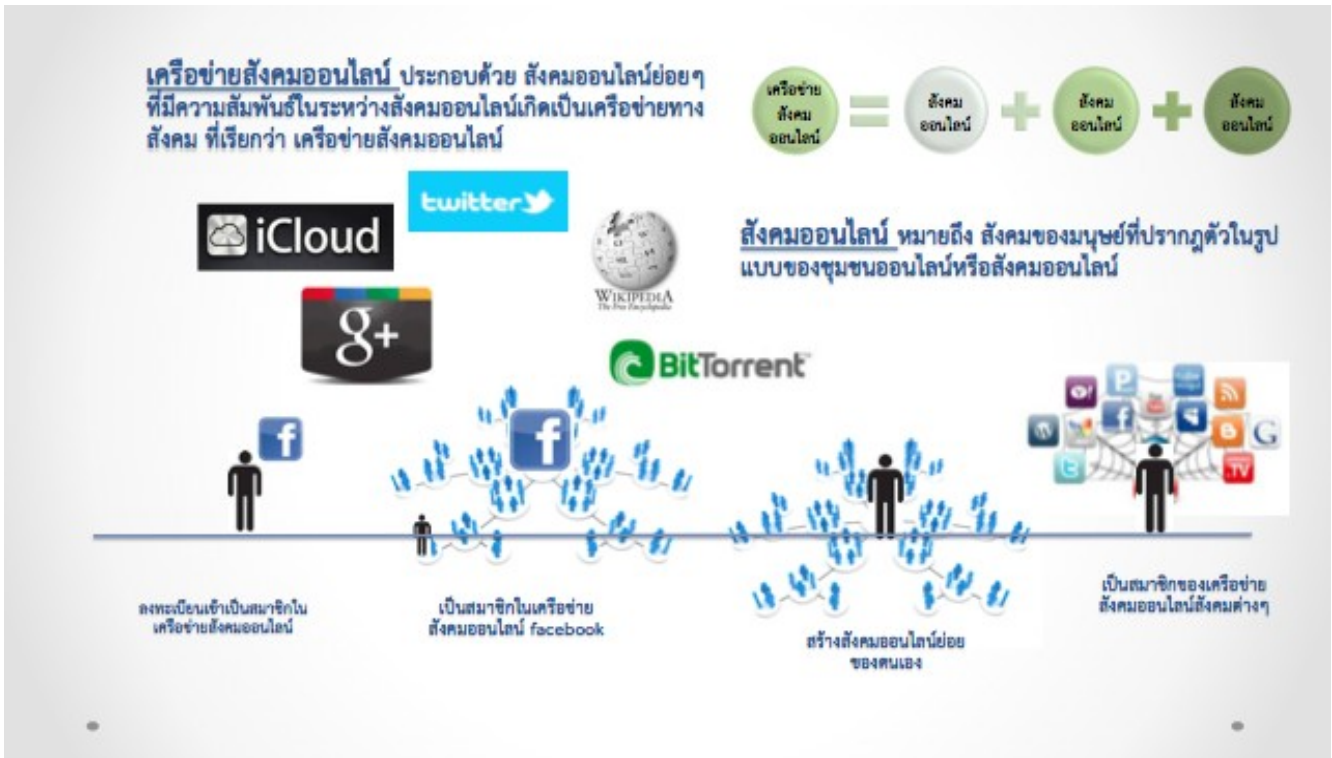 เครือข่ายสังคมออนไลน์ ประกอบด้วย สังคมออนไลน์ย่อยๆ
ที่มีความสัมพันธ์ในระหว่างสังคมออนไลน์เกิดเป็นเครือข่ายทาง
สังคม ที่เรียกว่า เครือข่ายสังคมออนไลน์
เครือข่าย
สังคม
ออนไลน์
=
สังคม
ออนไลน์
+
สังคม
ออนไลน์
+
สังคม
ออนไลน์
twitter
iCloud
WIKIPEDIA
The Free Encyclopedia
g+
BitTorrent
สังคมออนไลน์ หมายถึง สังคมของมนุษย์ที่ปรากฎตัวในรูป
แบบของชุมชนออนไลน์หรือสังคมออนไลน์
f
f
P
f
W
t
B
G
.TV
ลงทะเบียนเข้าเป็นสมาชิกใน
เครือข่ายสังคมออนไลน์
เป็นสมาชิกในเครือข่าย
สังคมออนไลน์ facebook
สร้างสังคมออนไลน์ย่อย
ของตนเอง
เป็นสมาชิกของเครือข่าย
สังคมออนไลน์สังคมต่างๆ